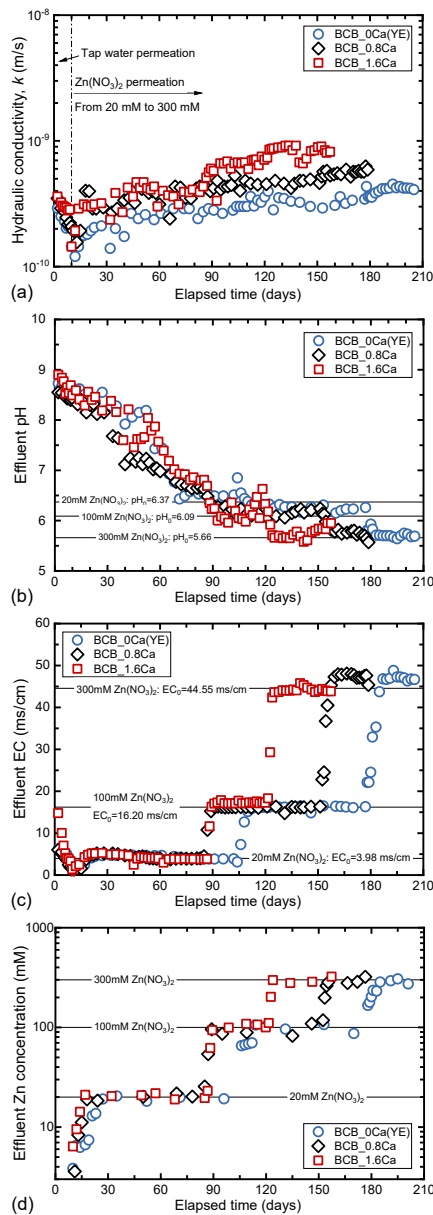 10⁻⁸
Tap water permeation
Zn(NO₃)₂ permeation
From 20 mM to 300 mM
BCB_0Ca(YE)
BCB_0.8Ca
BCB_1.6Ca
10⁻⁹
10⁻¹⁰
Hydraulic conductivity, k (m/s)
0 30 60 90 120 150 180 210
Elapsed time (days)
(a)
10
9
8
7
6
5
Effluent pH
BCB_0Ca(YE)
BCB_0.8Ca
BCB_1.6Ca
20mM Zn(NO₃)₂: pH₀=6.37
100mM Zn(NO₃)₂: pH₀=6.09
300mM Zn(NO₃)₂: pH₀=5.66
0 30 60 90 120 150 180 210
Elapsed time (days)
(b)
60
50
40
30
20
10
0
Effluent EC (ms/cm)
BCB_0Ca(YE)
BCB_0.8Ca
BCB_1.6Ca
300mM Zn(NO₃)₂: EC₀=44.55 ms/cm
100mM Zn(NO₃)₂
EC₀=16.20 ms/cm
20mM Zn(NO₃)₂: EC₀=3.98 ms/cm
0 30 60 90 120 150 180 210
Elapsed time (days)
(c)
1000
100
10
Effluent Zn concentration (mM)
300mM Zn(NO₃)₂
100mM Zn(NO₃)₂
20mM Zn(NO₃)₂
BCB_0Ca(YE)
BCB_0.8Ca
BCB_1.6Ca
0 30 60 90 120 150 180 210
Elapsed time (days)
(d)